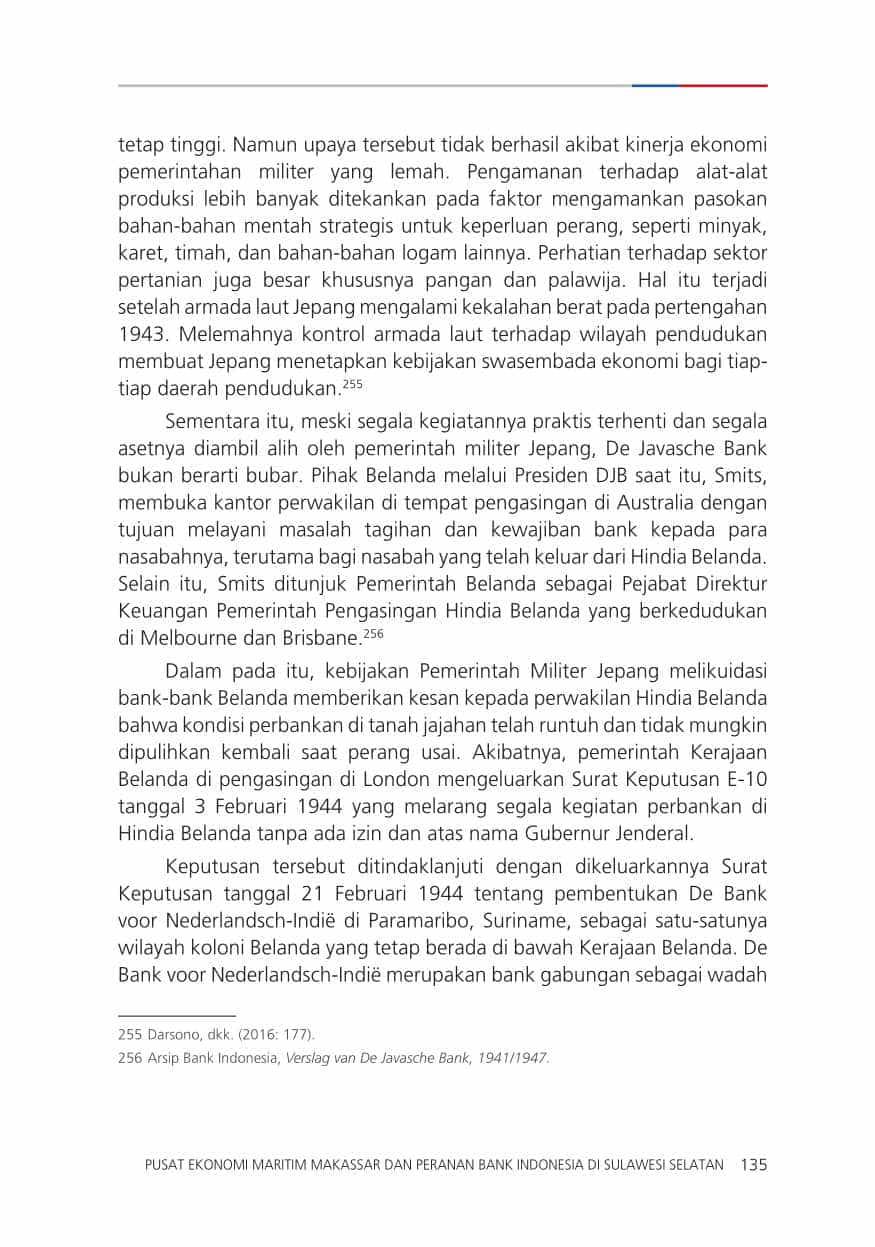 tetap tinggi. Namun upaya tersebut tidak berhasil akibat kinerja ekonomi
pemerintahan militer yang lemah. Pengamanan terhadap alat-alat
produksi lebih banyak ditekankan pada faktor mengamankan pasokan
bahan-bahan mentah strategis untuk keperluan perang, seperti minyak,
karet, timah, dan bahan-bahan logam lainnya. Perhatian terhadap sektor
pertanian juga besar khususnya pangan dan palawija. Hal itu terjadi
setelah armada laut Jepang mengalami kekalahan berat pada pertengahan
1943. Melemahnya kontrol armada laut terhadap wilayah pendudukan
membuat Jepang menetapkan kebijakan swasembada ekonomi bagi tiap-
tiap daerah pendudukan.255
Sementara itu, meski segala kegiatannya praktis terhenti dan segala
asetnya diambil alih oleh pemerintah militer Jepang, De Javasche Bank
bukan berarti bubar. Pihak Belanda melalui Presiden DJB saat itu, Smits,
membuka kantor perwakilan di tempat pengasingan di Australia dengan
tujuan melayani masalah tagihan dan kewajiban bank kepada para
nasabahnya, terutama bagi nasabah yang telah keluar dari Hindia Belanda.
Selain itu, Smits ditunjuk Pemerintah Belanda sebagai Pejabat Direktur
Keuangan Pemerintah Pengasingan Hindia Belanda yang berkedudukan
di Melbourne dan Brisbane.256
Dalam pada itu, kebijakan Pemerintah Militer Jepang melikuidasi
bank-bank Belanda memberikan kesan kepada perwakilan Hindia Belanda
bahwa kondisi perbankan di tanah jajahan telah runtuh dan tidak mungkin
dipulihkan kembali saat perang usai. Akibatnya, pemerintah Kerajaan
Belanda di pengasingan di London mengeluarkan Surat Keputusan E-10
tanggal 3 Februari 1944 yang melarang segala kegiatan perbankan di
Hindia Belanda tanpa ada izin dan atas nama Gubernur Jenderal.
Keputusan tersebut ditindaklanjuti dengan dikeluarkannya Surat
Keputusan tanggal 21 Februari 1944 tentang pembentukan De Bank
voor Nederlandsch-Indië di Paramaribo, Suriname, sebagai satu-satunya
wilayah koloni Belanda yang tetap berada di bawah Kerajaan Belanda. De
Bank voor Nederlandsch-Indië merupakan bank gabungan sebagai wadah
255 Darsono, dkk. (2016: 177).
256 Arsip Bank Indonesia, Verslag van De Javasche Bank, 1941/1947.
PUSAT EKONOMI MARITIM MAKASSAR DAN PERANAN BANK INDONESIA DI SULAWESI SELATAN 135